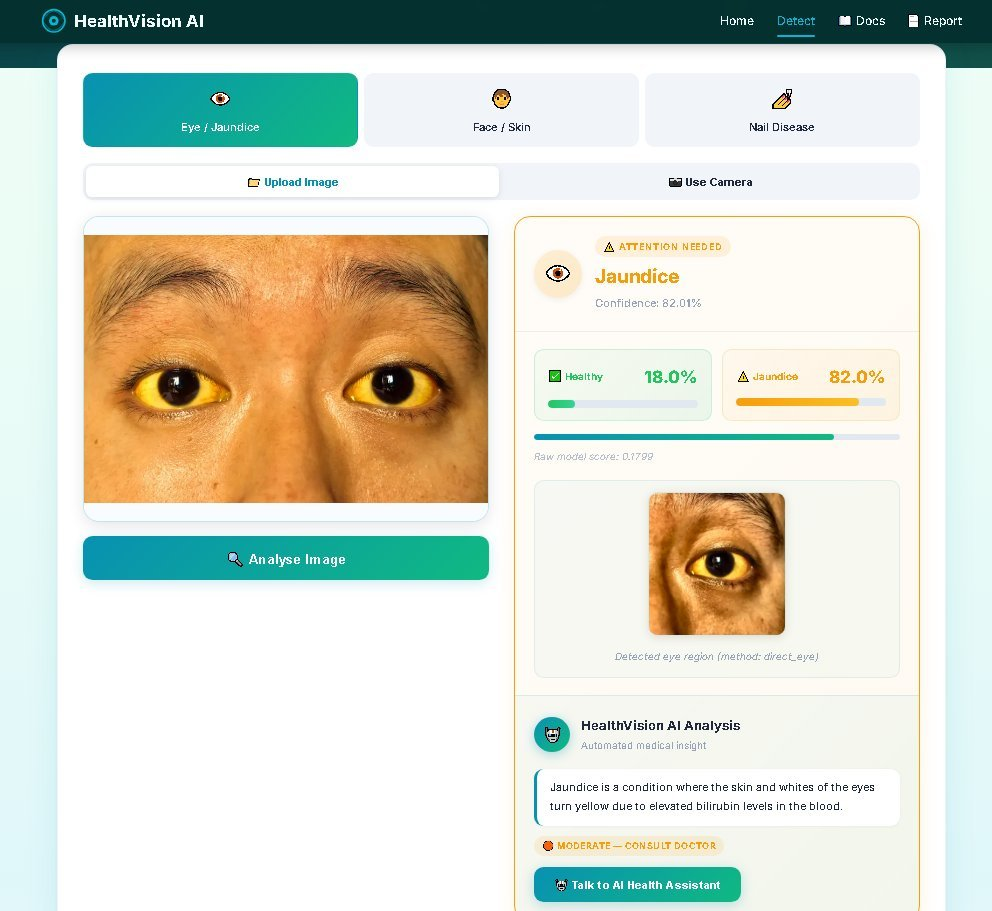 HealthVision AI
Home
Detect
Docs
Report
Eye / Jaundice
Face / Skin
Nail Disease
Upload Image
Use Camera
Analyse Image
ATTENTION NEEDED
Jaundice
Confidence: 82.01%
Healthy
18.0%
Jaundice
82.0%
Raw model score: 0.1799
Detected eye region (method: direct_eye)
HealthVision AI Analysis
Automated medical insight
Jaundice is a condition where the skin and whites of the eyes
turn yellow due to elevated bilirubin levels in the blood.
MODERATE — CONSULT DOCTOR
Talk to AI Health Assistant